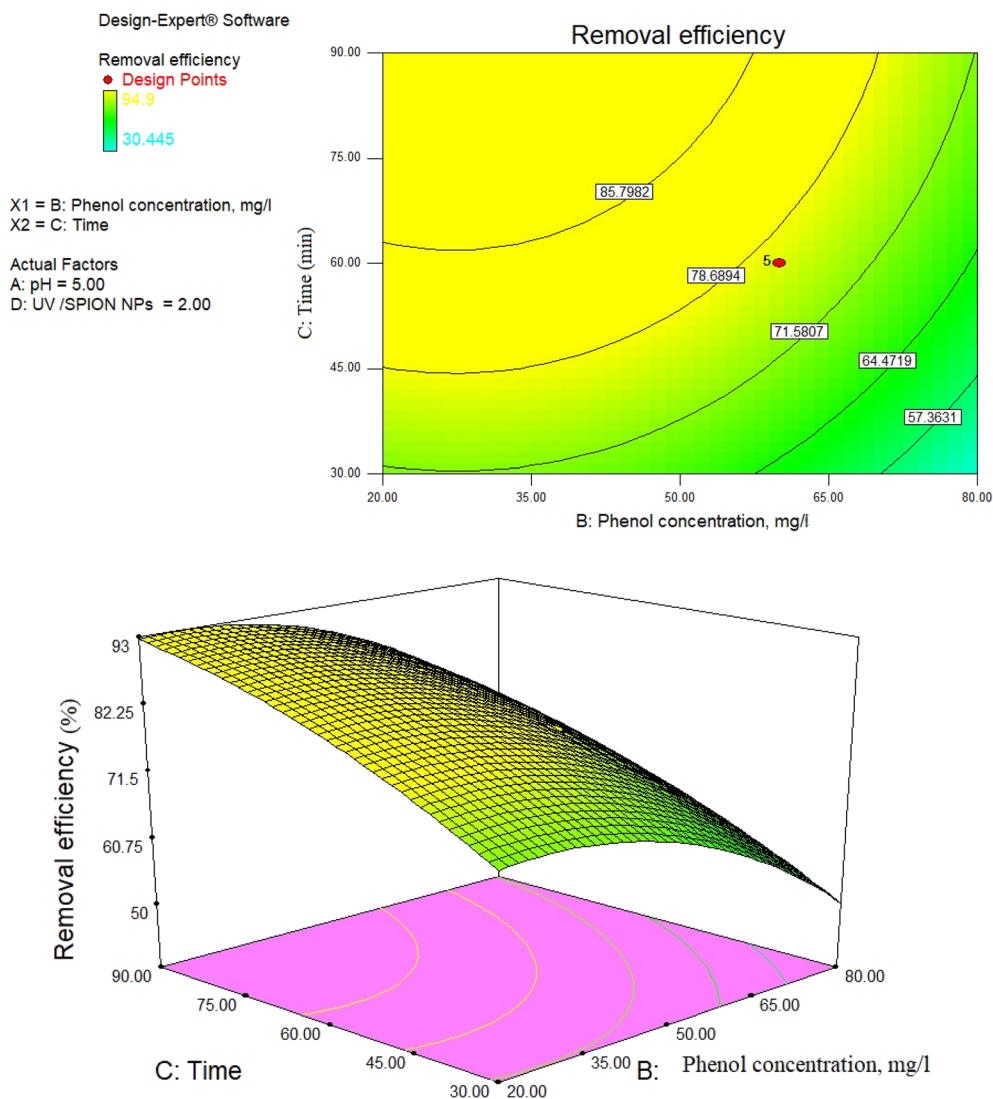 Design-Expert® Software
Removal efficiency
Design Points
94.9
30.445
X1 = B: Phenol concentration, mg/l
X2 = C: Time
Actual Factors
A: pH = 5.00
D: UV /SPION NPs = 2.00
Removal efficiency
90.00
75.00
60.00
45.00
30.00
C: Time (min)
85.7982
78.6894
5
71.5807
64.4719
57.3631
20.00
35.00
50.00
65.00
80.00
B: Phenol concentration, mg/l
93
82.25
71.5
60.75
50
Removal efficiency (%)
90.00
75.00
60.00
45.00
30.00
C: Time
20.00
35.00
50.00
65.00
80.00
B: Phenol concentration, mg/l